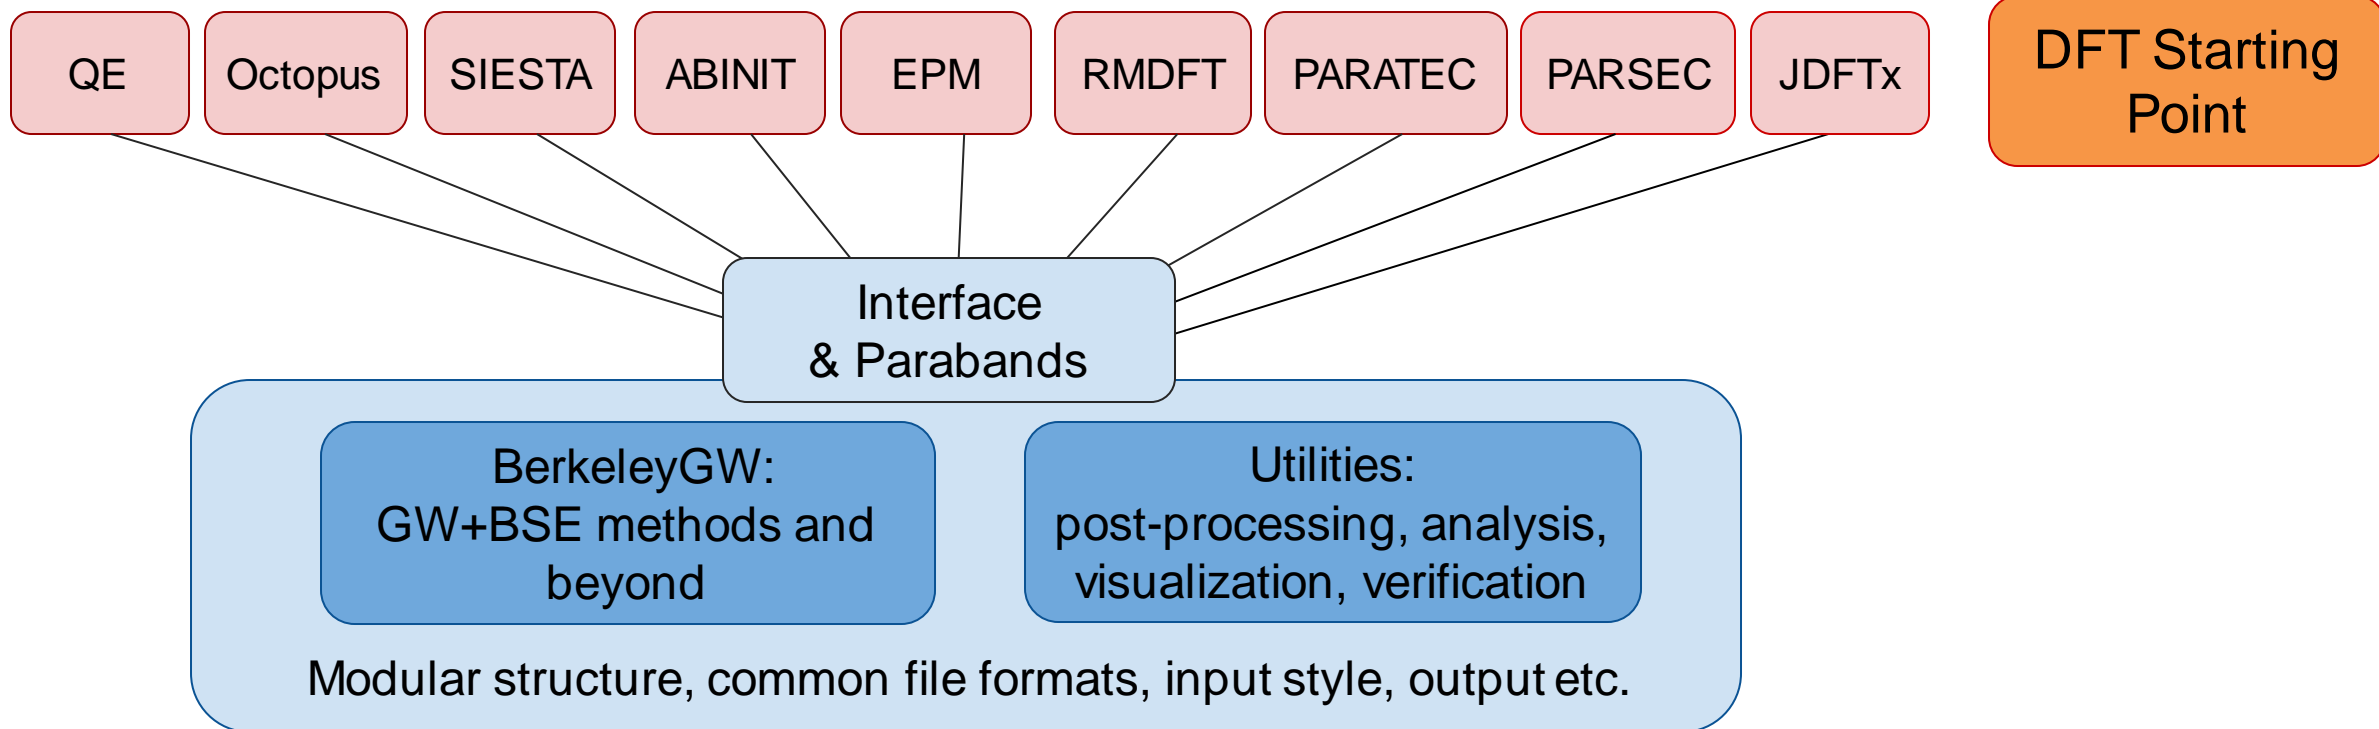 QE
Octopus
SIESTA
ABINIT
EPM
RMDFT
PARATEC
PARSEC
JDFTx
DFT Starting
Point
Interface
& Parabands
BerkeleyGW:
GW+BSE methods and
beyond
Utilities:
post-processing, analysis,
visualization, verification
Modular structure, common file formats, input style, output etc.